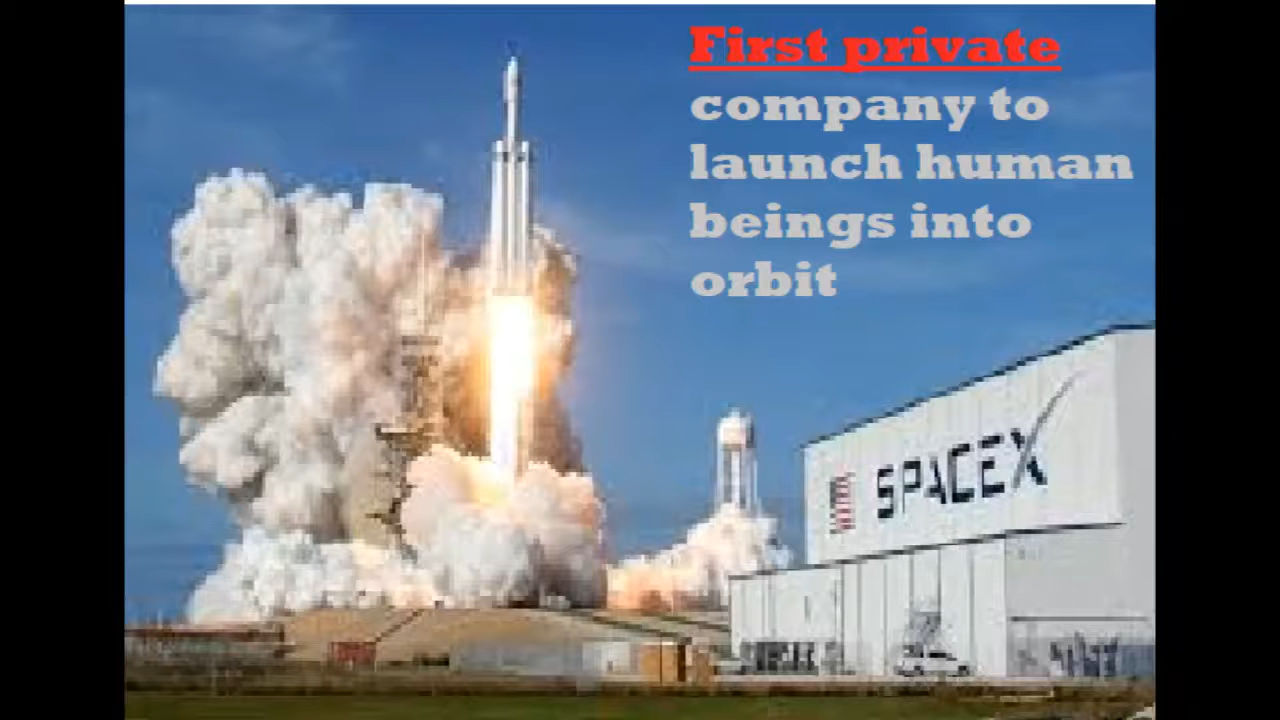 First private
company to
launch human
beings into
orbit
SPACEX